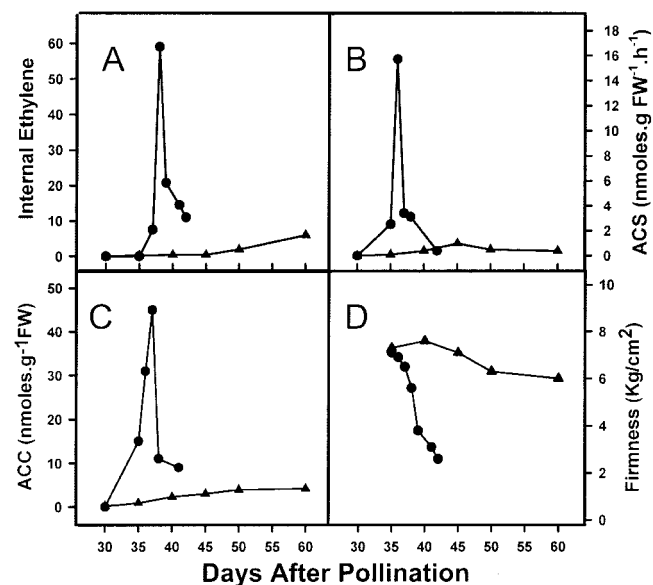 A
B
C
D
Internal Ethylene
60
50
40
30
20
10
0
ACS (nmoles.g FW⁻¹.h⁻¹)
18
16
14
12
10
8
6
4
2
0
ACC (nmoles.g⁻¹FW)
50
40
30
20
10
0
Firmness (Kg/cm²)
10
8
6
4
2
0
30 35 40 45 50 55 60
30 35 40 45 50 55 60
Days After Pollination